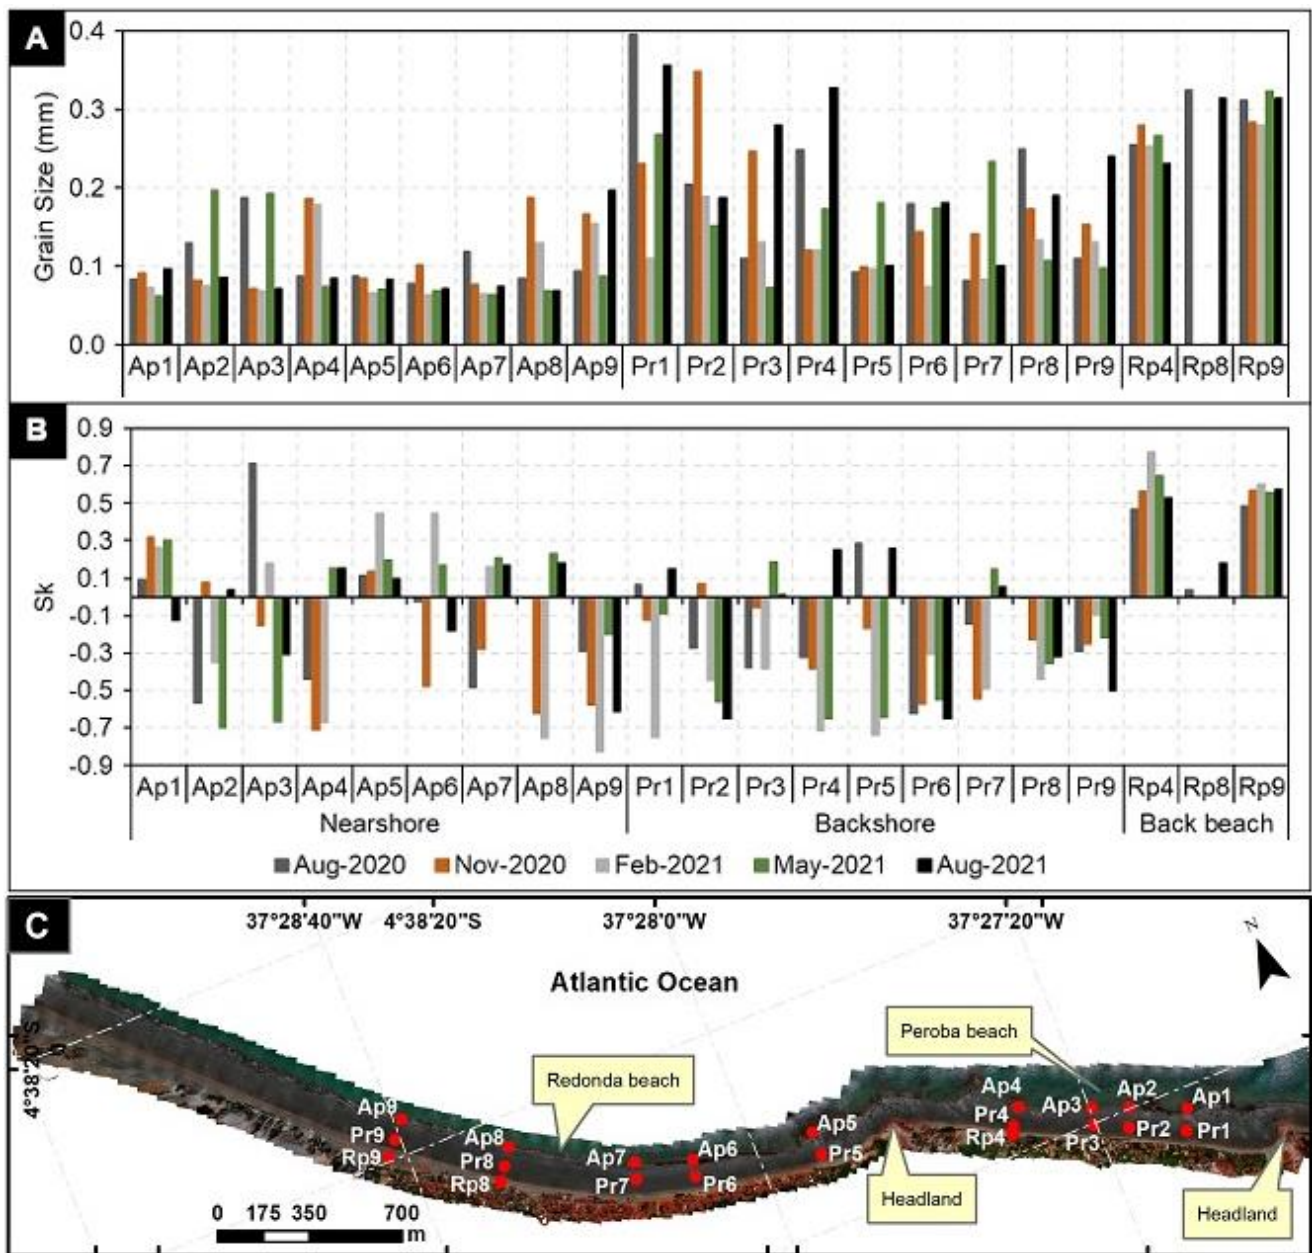 A
Grain Size (mm)
0.4
0.3
0.2
0.1
0.0
Ap1 Ap2 Ap3 Ap4 Ap5 Ap6 Ap7 Ap8 Ap9 Pr1 Pr2 Pr3 Pr4 Pr5 Pr6 Pr7 Pr8 Pr9 Rp4 Rp8 Rp9
B
Sk
0.9
0.7
0.5
0.3
0.1
-0.1
-0.3
-0.5
-0.7
-0.9
Ap1 Ap2 Ap3 Ap4 Ap5 Ap6 Ap7 Ap8 Ap9 Pr1 Pr2 Pr3 Pr4 Pr5 Pr6 Pr7 Pr8 Pr9 Rp4 Rp8 Rp9
Nearshore Backshore Back beach
Aug-2020 Nov-2020 Feb-2021 May-2021 Aug-2021
C
37°28'40"W 4°38'20"S 37°28'0"W 37°27'20"W
N
Atlantic Ocean
4°38'20"S
Peroba beach
Redonda beach
Ap9 Ap8 Ap7 Ap6 Ap5 Ap4 Ap3 Ap2 Ap1
Pr9 Pr8 Pr7 Pr6 Pr5 Pr4 Pr3 Pr2 Pr1
Rp9 Rp8 Rp4
Headland
Headland
0 175 350 700
m